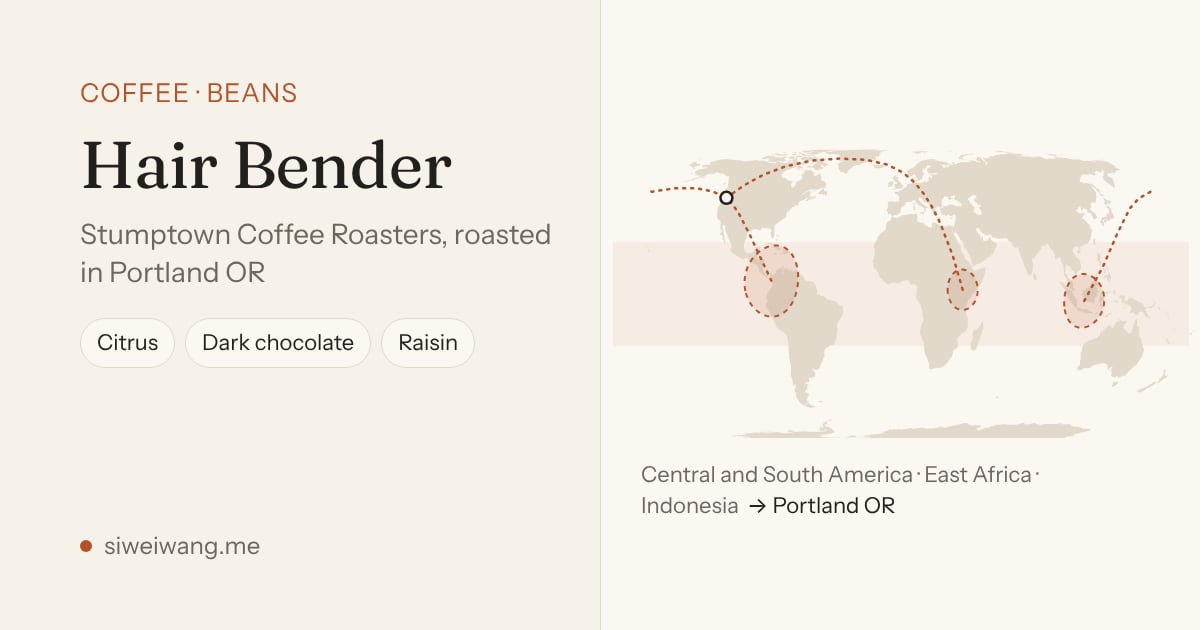 COFFEE · BEANS
Hair Bender
Stumptown Coffee Roasters, roasted
in Portland OR
Citrus
Dark chocolate
Raisin
siweiwang.me
Central and South America · East Africa ·
Indonesia → Portland OR